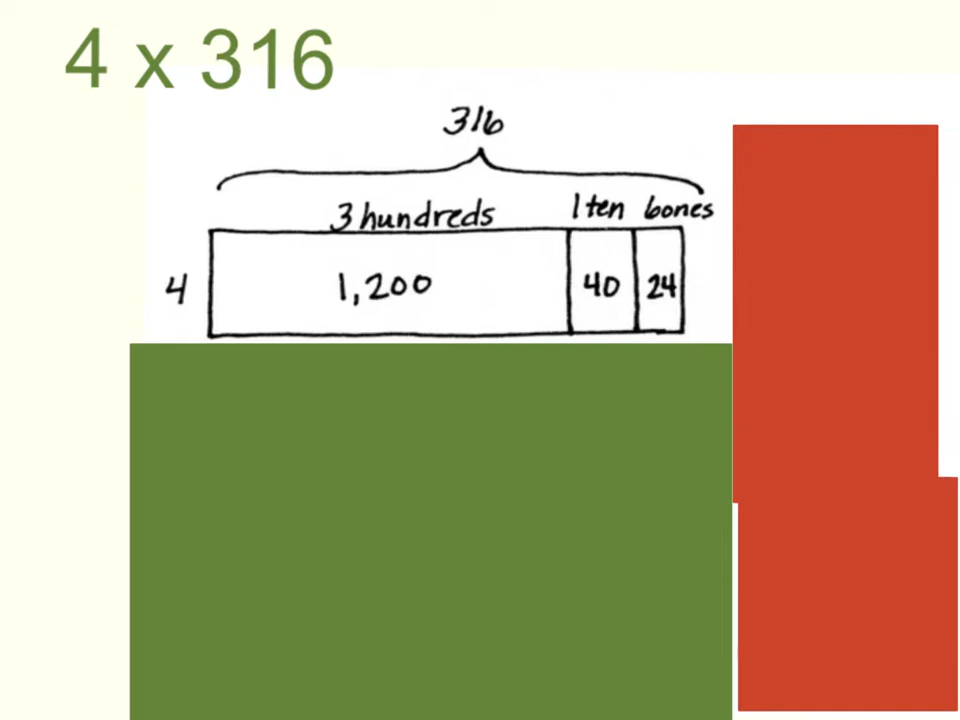 4 x 316
316
3 hundreds 1 ten 6 ones
4 1,200 40 24